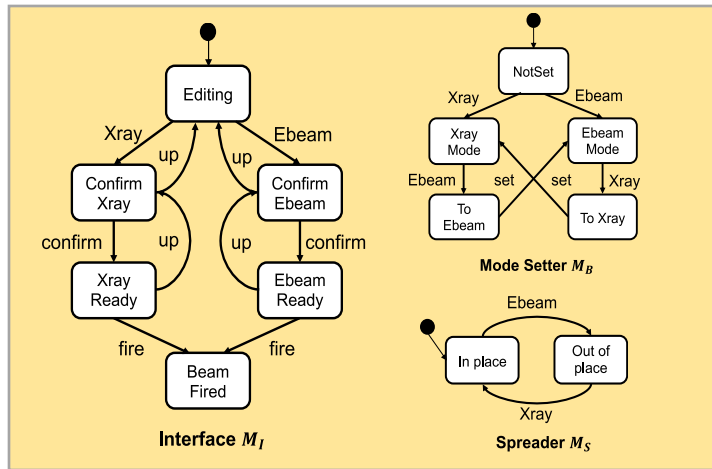 Editing
Xray
Ebeam
up
up
Confirm
Xray
Confirm
Ebeam
confirm
up
up
confirm
Xray
Ready
Ebeam
Ready
fire
fire
Beam
Fired
Interface M_I
NotSet
Xray
Ebeam
Xray
Mode
Ebeam
Mode
Ebeam
set
set
Xray
To
Ebeam
To Xray
Mode Setter M_B
Ebeam
In place
Out of
place
Xray
Spreader M_S